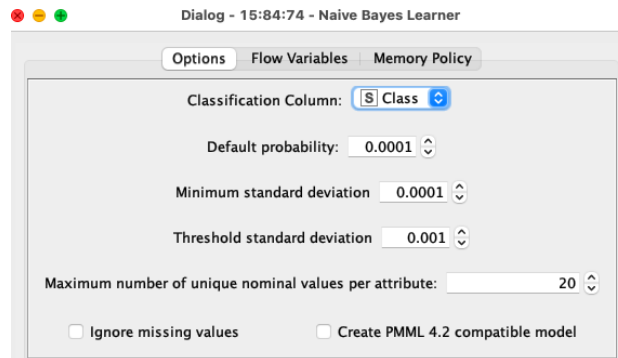 Dialog - 15:84:74 - Naive Bayes Learner
Options Flow Variables Memory Policy
Classification Column: S Class
Default probability: 0.0001
Minimum standard deviation 0.0001
Threshold standard deviation 0.001
Maximum number of unique nominal values per attribute: 20
Ignore missing values Create PMML 4.2 compatible model